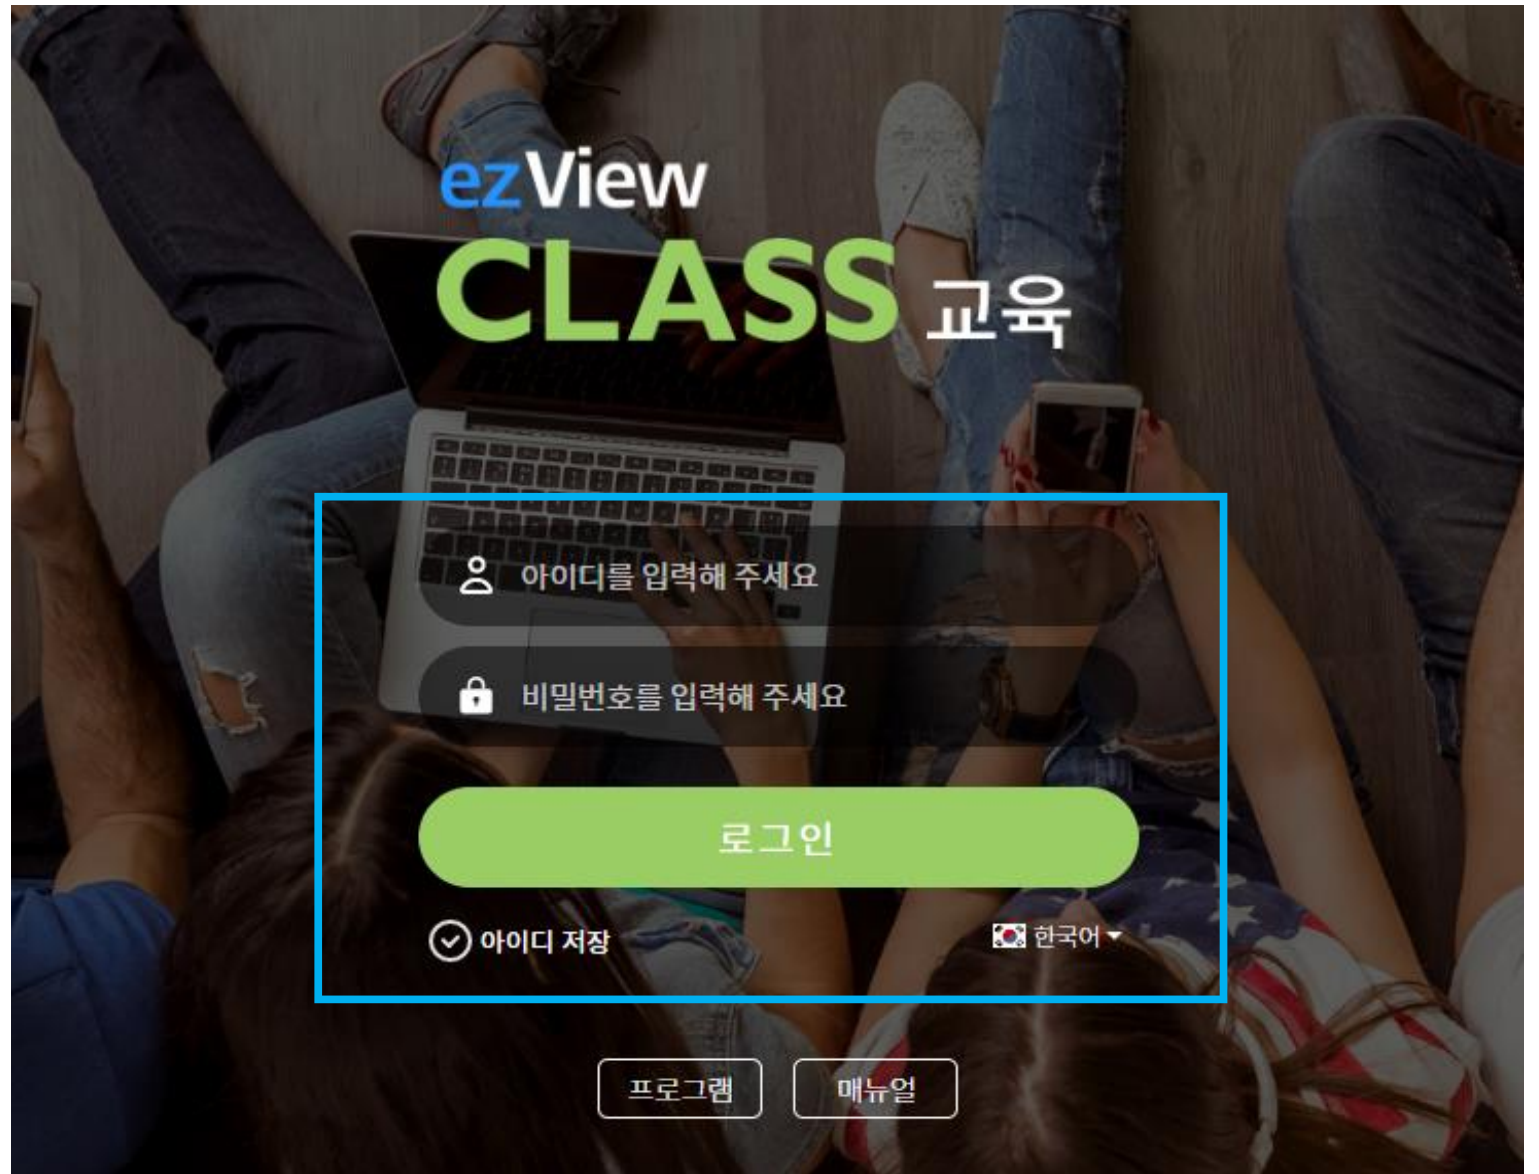 ezView
CLASS 교육
아이디를 입력해 주세요
비밀번호를 입력해 주세요
로그인
아이디 저장
한국어
프로그램
매뉴얼